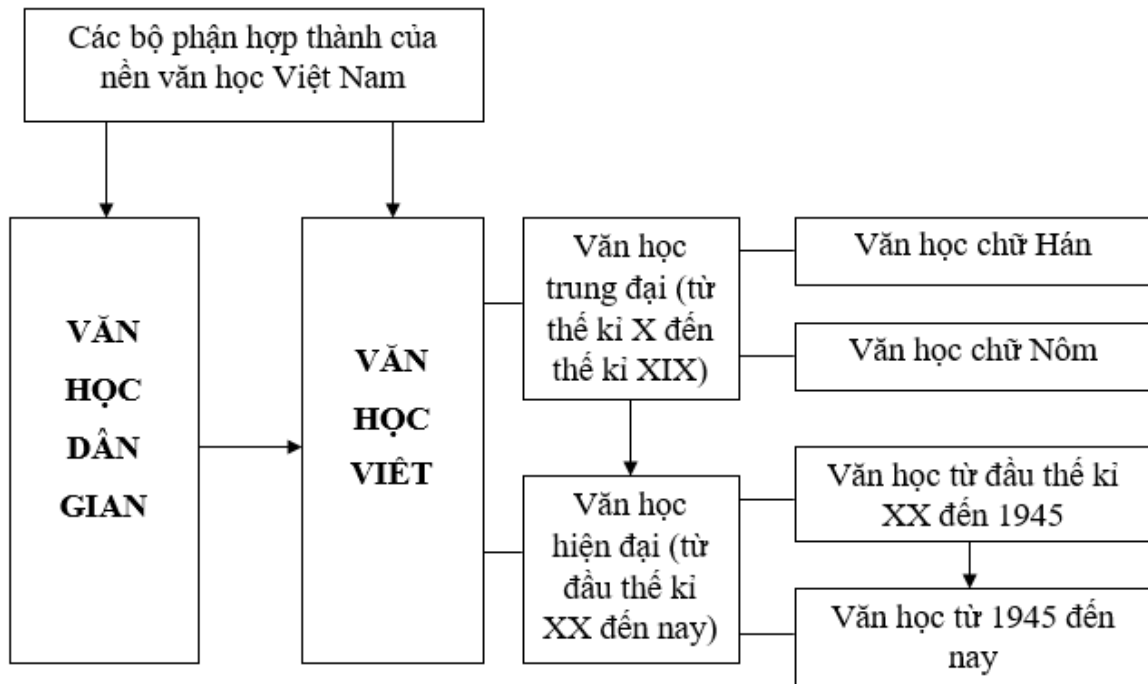 Các bộ phận hợp thành của
nền văn học Việt Nam
VĂN
HỌC
DÂN
GIAN
VĂN
HỌC
VIẾT
Văn học
trung đại (từ
thế kỉ X đến
thế kỉ XIX)
Văn học chữ Hán
Văn học chữ Nôm
Văn học
hiện đại (từ
đầu thế kỉ
XX đến nay)
Văn học từ đầu thế kỉ
XX đến 1945
Văn học từ 1945 đến
nay